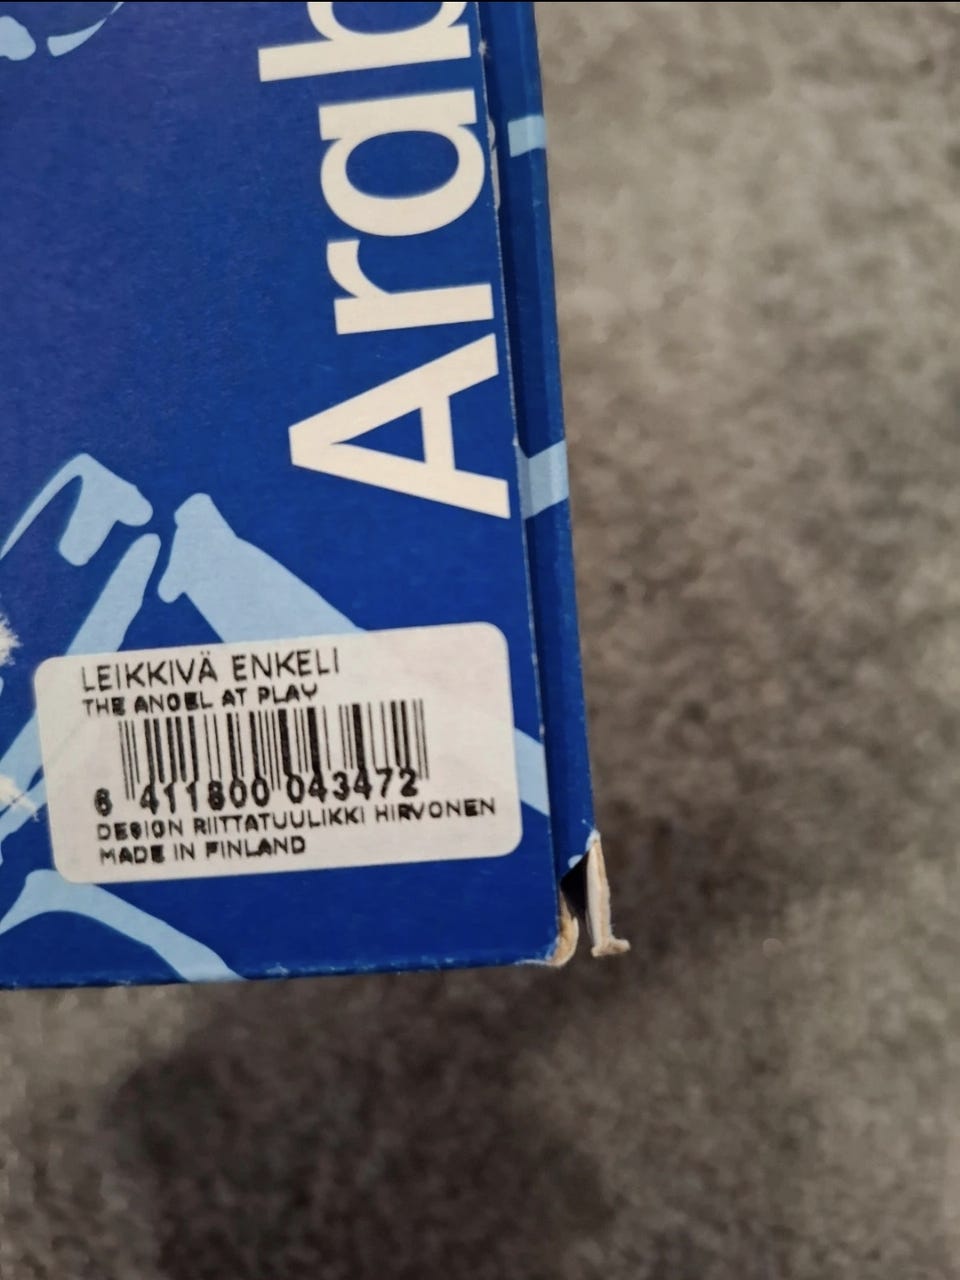 Arab
LEIKKIVÄ ENKELI
THE ANGEL AT PLAY
6 411800 043472
DESIGN RIITTATUULIKKI HIRVONEN
MADE IN FINLAND